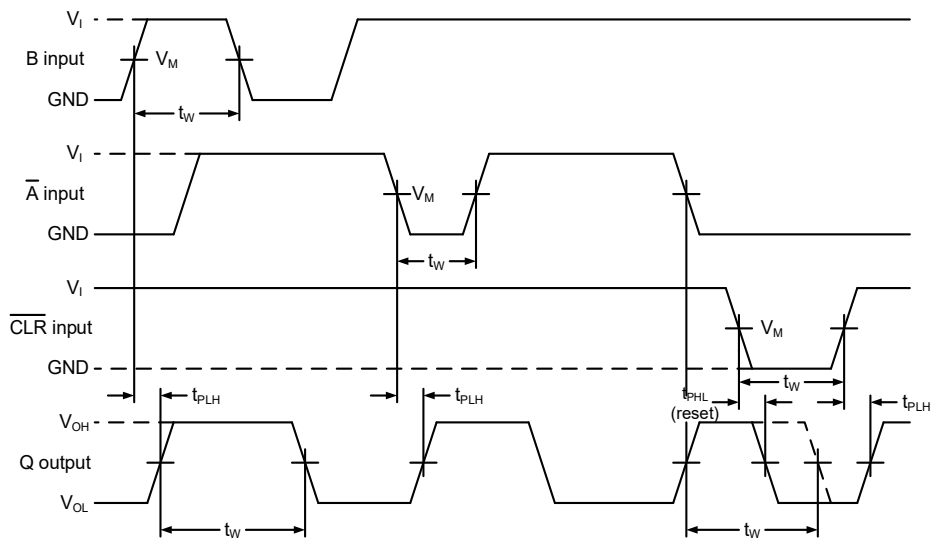 V_I
B input
V_M
GND
t_W
V_I
A̅ input
V_M
GND
t_W
V_I
C̅L̅R̅ input
V_M
GND
t_W
t_PLH
t_PLH
t_PHL
(reset)
t_PLH
V_OH
Q output
V_OL
t_W
t_W